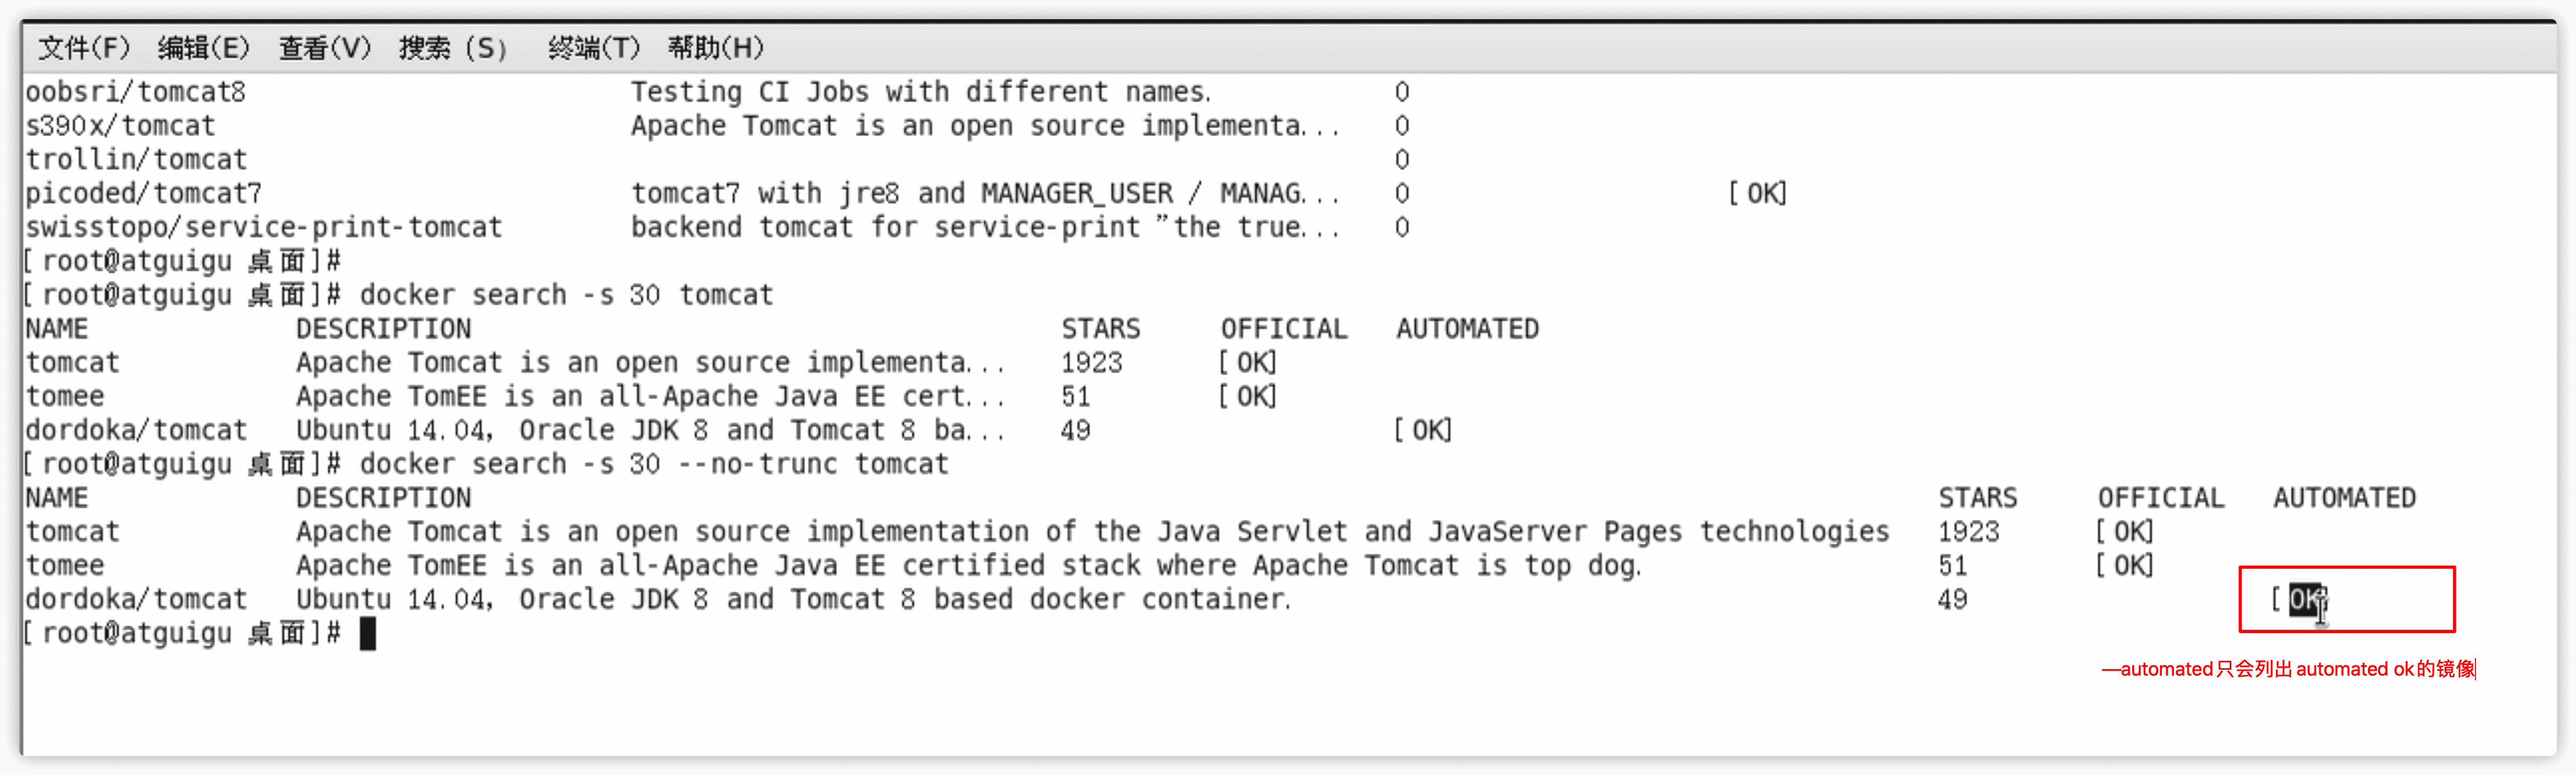 文件(F) 编辑(E) 查看(V) 搜索 (S) 终端(T) 帮助(H)
oobsri/tomcat8 Testing CI Jobs with different names. 0
s390x/tomcat Apache Tomcat is an open source implementa... 0
trollin/tomcat 0
picoded/tomcat7 tomcat7 with jre8 and MANAGER_USER / MANAG... 0 [OK]
swisstopo/service-print-tomcat backend tomcat for service-print "the true... 0
[root@atguigu 桌面]#
[root@atguigu 桌面]# docker search -s 30 tomcat
NAME DESCRIPTION STARS OFFICIAL AUTOMATED
tomcat Apache Tomcat is an open source implementa... 1923 [OK]
tomee Apache TomEE is an all-Apache Java EE cert... 51 [OK]
dordoka/tomcat Ubuntu 14.04, Oracle JDK 8 and Tomcat 8 ba... 49 [OK]
[root@atguigu 桌面]# docker search -s 30 --no-trunc tomcat
NAME DESCRIPTION STARS OFFICIAL AUTOMATED
tomcat Apache Tomcat is an open source implementation of the Java Servlet and JavaServer Pages technologies 1923 [OK]
tomee Apache TomEE is an all-Apache Java EE certified stack where Apache Tomcat is top dog. 51 [OK]
dordoka/tomcat Ubuntu 14.04, Oracle JDK 8 and Tomcat 8 based docker container. 49 [OK]
[root@atguigu 桌面]#
—automated只会列出automated ok的镜像